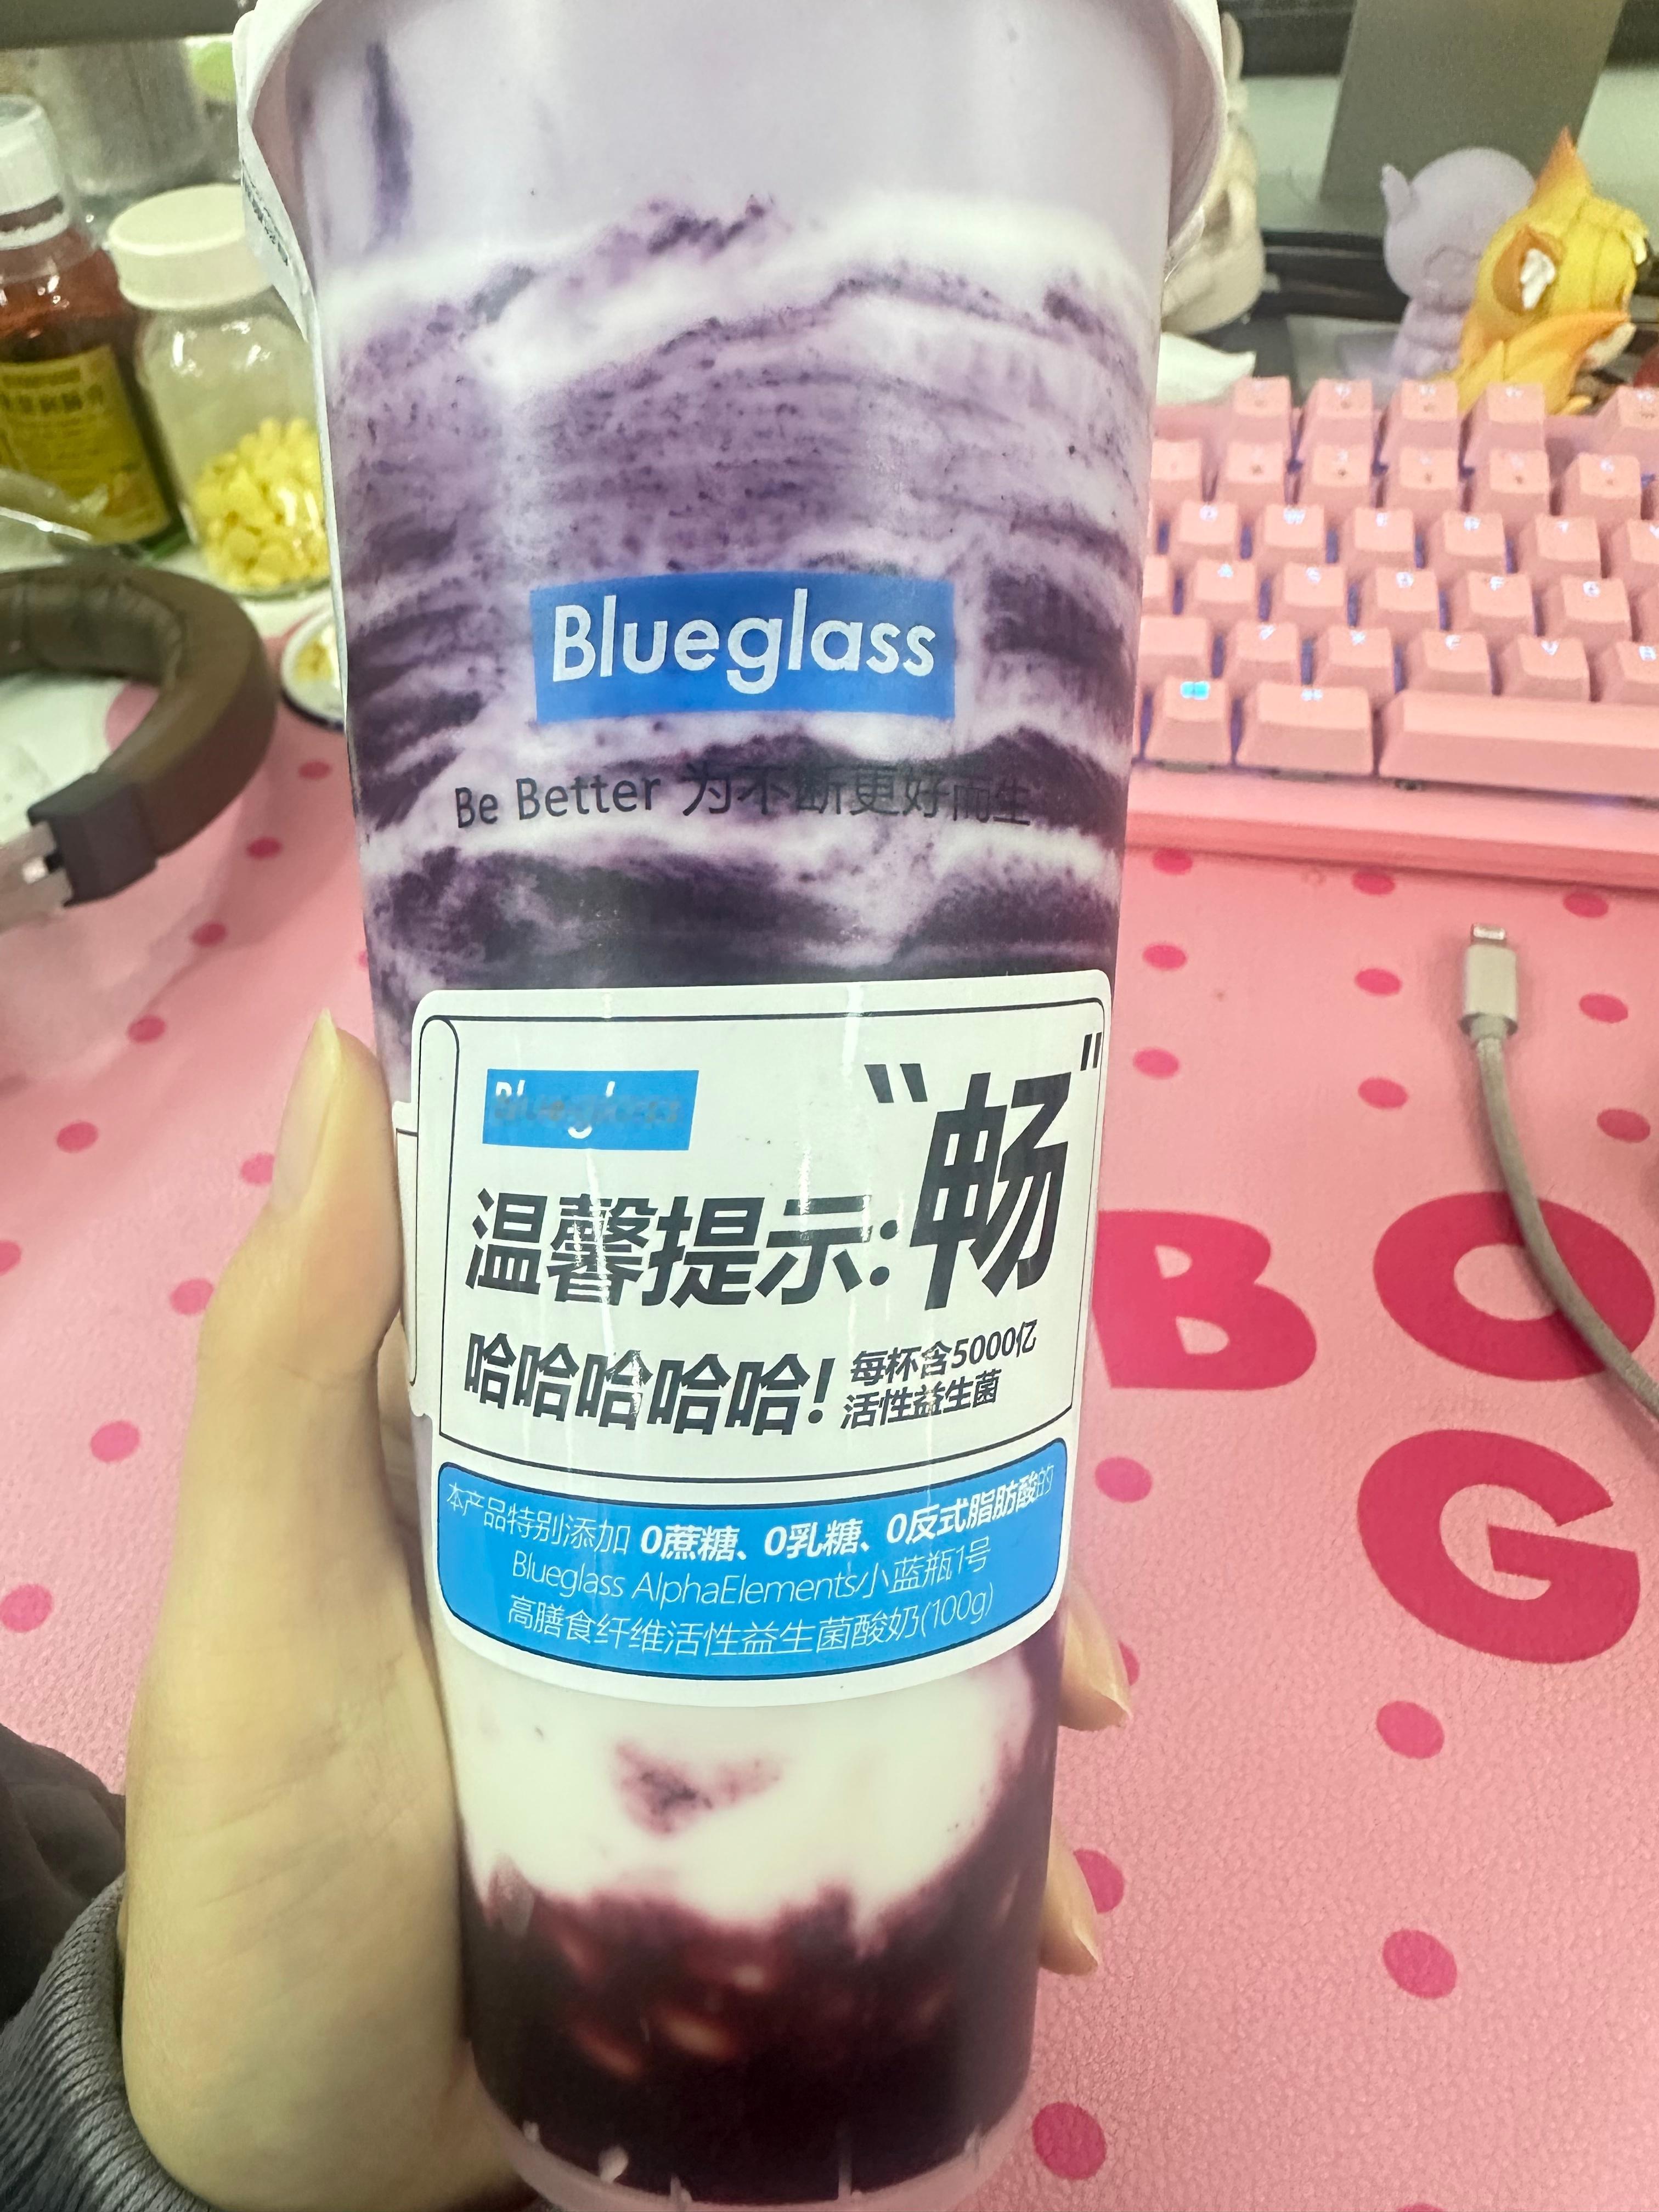 Blueglass
Be Better 为不断更好而生
Blueglass
温馨提示:“畅”
哈哈哈哈哈!
每杯含5000亿
活性益生菌
本产品特别添加 0蔗糖、0乳糖、0反式脂肪酸的
Blueglass AlphaElements小蓝瓶1号
高膳食纤维活性益生菌酸奶(100g)
B O
G